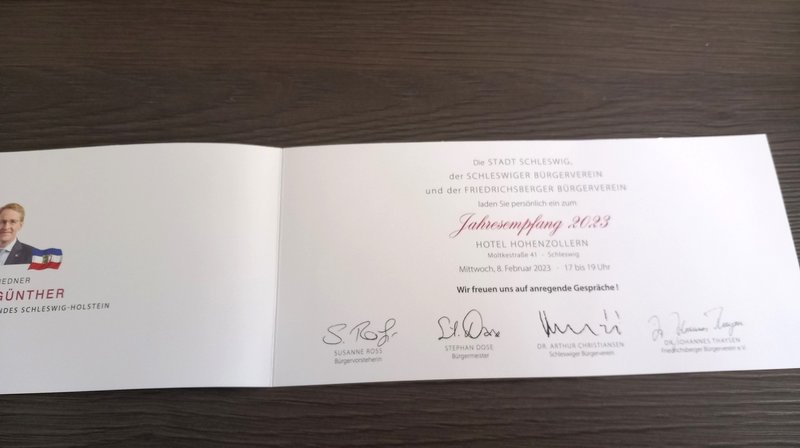 REDNER
GÜNTHER
NDES SCHLESWIG-HOLSTEIN
Die STADT SCHLESWIG,
der SCHLESWIGER BÜRGERVEREIN
und der FRIEDRICHSBERGER BÜRGERVEREIN
laden Sie persönlich ein zum
Jahresempfang 2023
HOTEL HOHENZOLLERN
Moltkestraße 41 · Schleswig
Mittwoch, 8. Februar 2023 · 17 bis 19 Uhr
Wir freuen uns auf anregende Gespräche!
SUSANNE ROSS
Bürgervorsteherin
STEPHAN DOSE
Bürgermeister
DR. ARTHUR CHRISTIANSEN
Schleswiger Bürgerverein
DR. JOHANNES THAYSEN
Friedrichsberger Bürgerverein e.V.